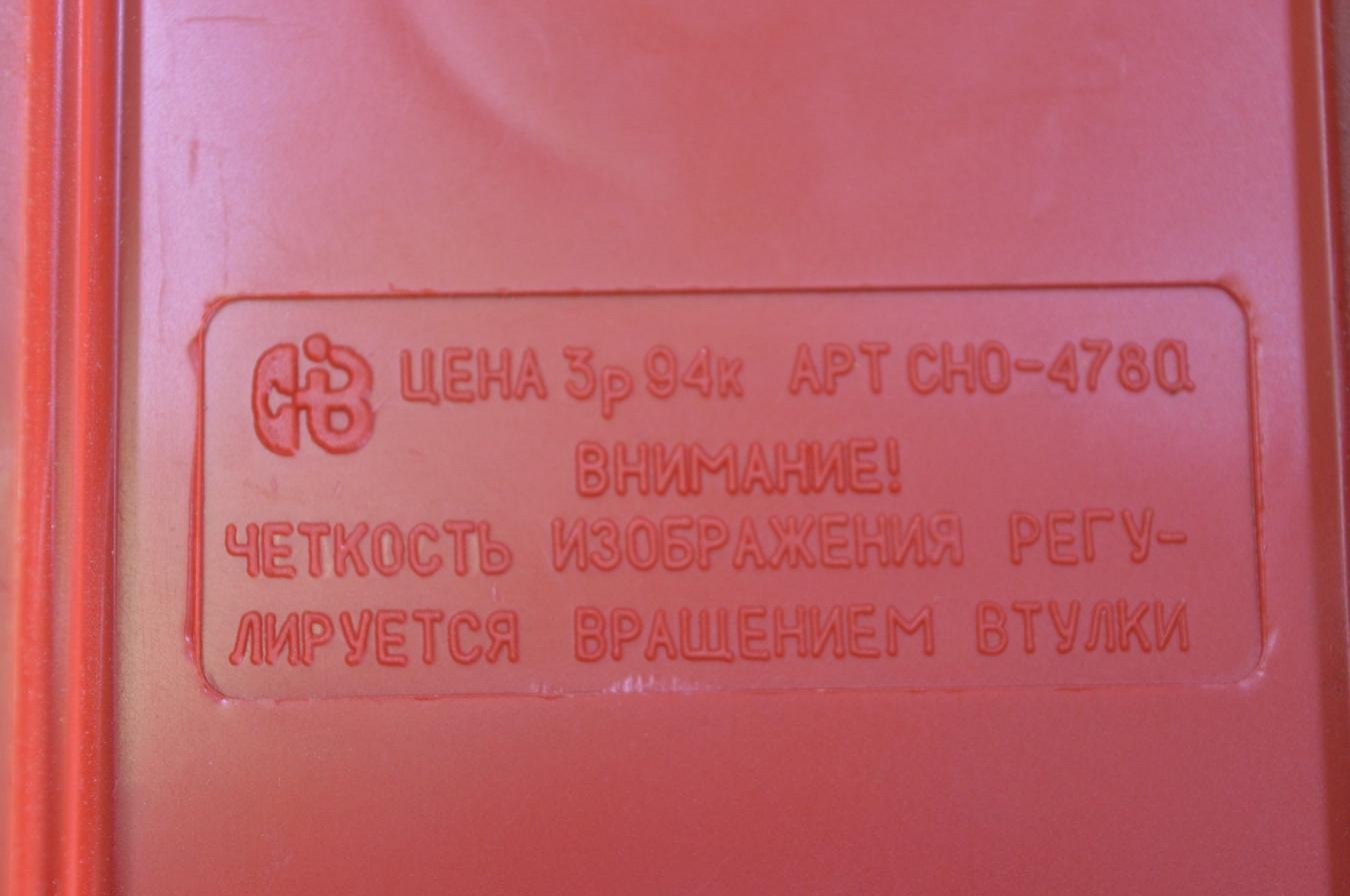 ЦЕНА 3р 94к АРТ СНО-478а
ВНИМАНИЕ!
ЧЕТКОСТЬ ИЗОБРАЖЕНИЯ РЕГУ-
ЛИРУЕТСЯ ВРАЩЕНИЕМ ВТУЛКИ